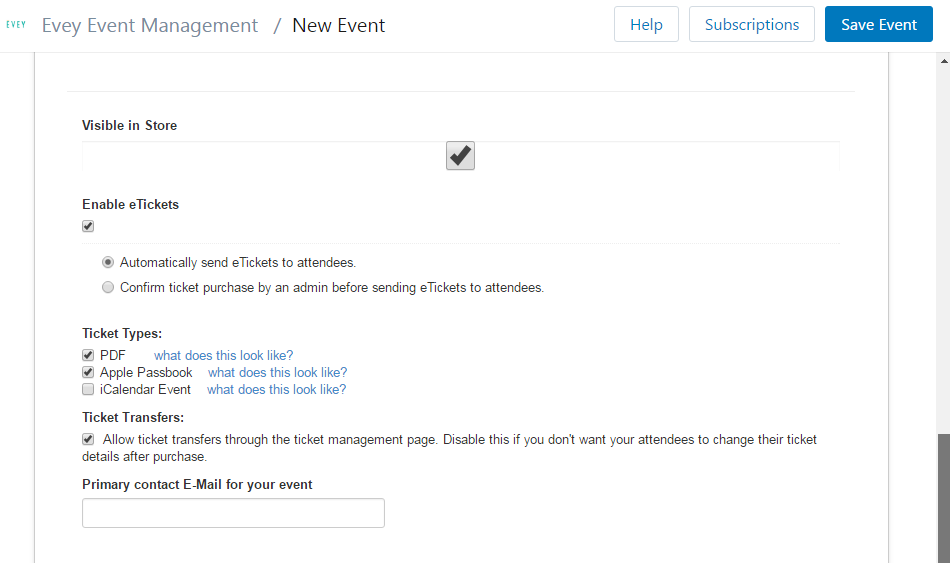 EVEY Evey Event Management / New Event Help Subscriptions Save Event
Visible in Store
Enable eTickets
Automatically send eTickets to attendees.
Confirm ticket purchase by an admin before sending eTickets to attendees.
Ticket Types:
PDF what does this look like?
Apple Passbook what does this look like?
iCalendar Event what does this look like?
Ticket Transfers:
Allow ticket transfers through the ticket management page. Disable this if you don't want your attendees to change their ticket
details after purchase.
Primary contact E-Mail for your event